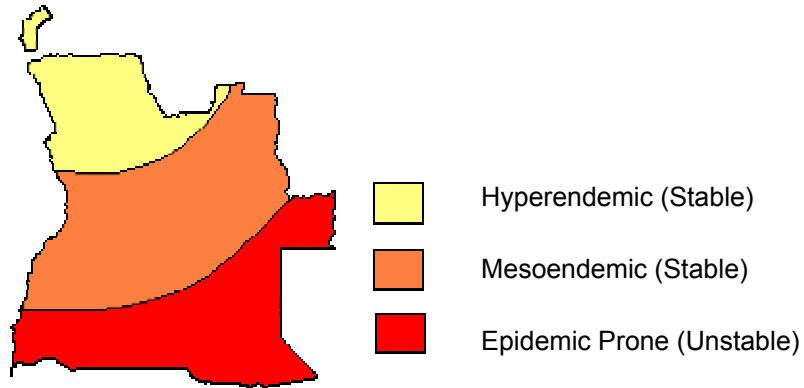 Hyperendemic (Stable)
Mesoendemic (Stable)
Epidemic Prone (Unstable)